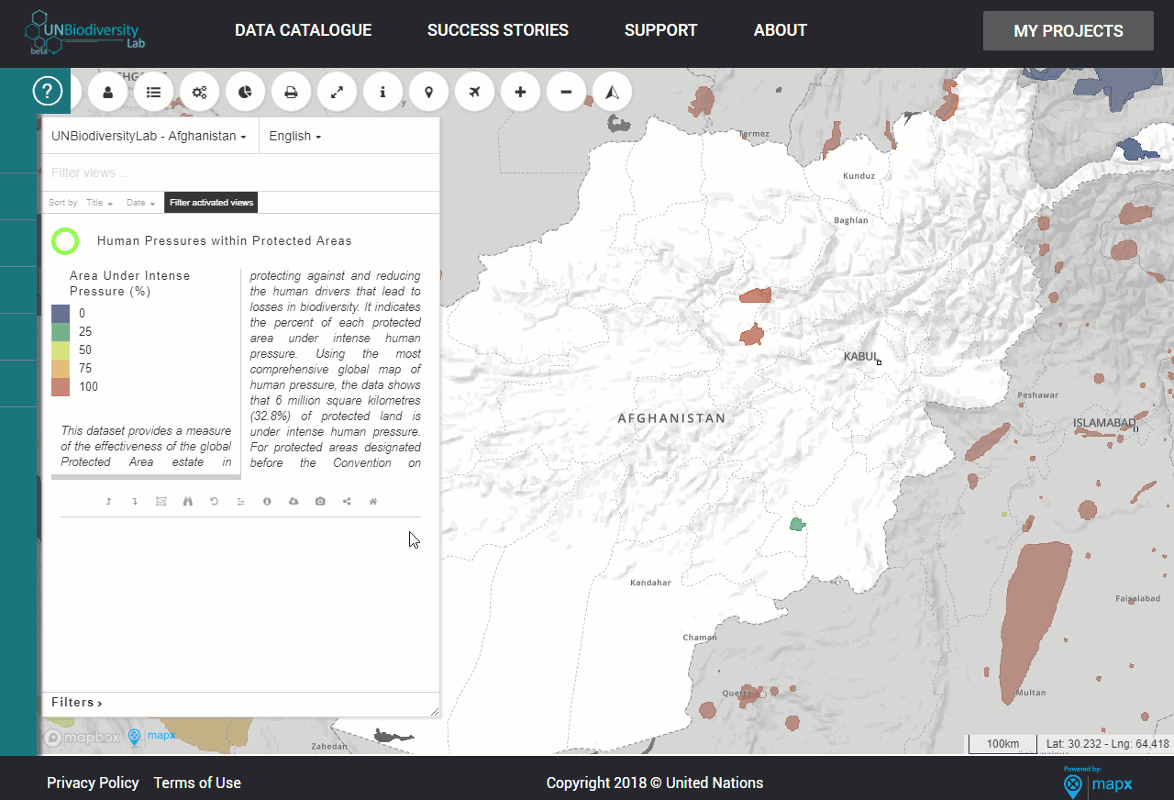 UNBiodiversity
Lab
beta
DATA CATALOGUE
SUCCESS STORIES
SUPPORT
ABOUT
MY PROJECTS
?
UNBiodiversityLab - Afghanistan
English
Filter views ...
Sort by
Title
Date
Filter activated views
Human Pressures within Protected Areas
Area Under Intense
Pressure (%)
0
25
50
75
100
This dataset provides a measure
of the effectiveness of the global
Protected Area estate in
protecting against and reducing
the human drivers that lead to
losses in biodiversity. It indicates
the percent of each protected
area under intense human
pressure. Using the most
comprehensive global map of
human pressure, the data shows
that 6 million square kilometres
(32.8%) of protected land is
under intense human pressure.
For protected areas designated
before the Convention on
Filters ›
mapbox
mapx
Termez
Kunduz
Baghlan
KABUL
Peshawar
ISLAMABAD
AFGHANISTAN
Kandahar
Faisalabad
Chaman
Quetta
Multan
Zahedan
100km
Lat: 30.232 - Lng: 64.418
Privacy Policy
Terms of Use
Copyright 2018 © United Nations
Powered by:
mapx